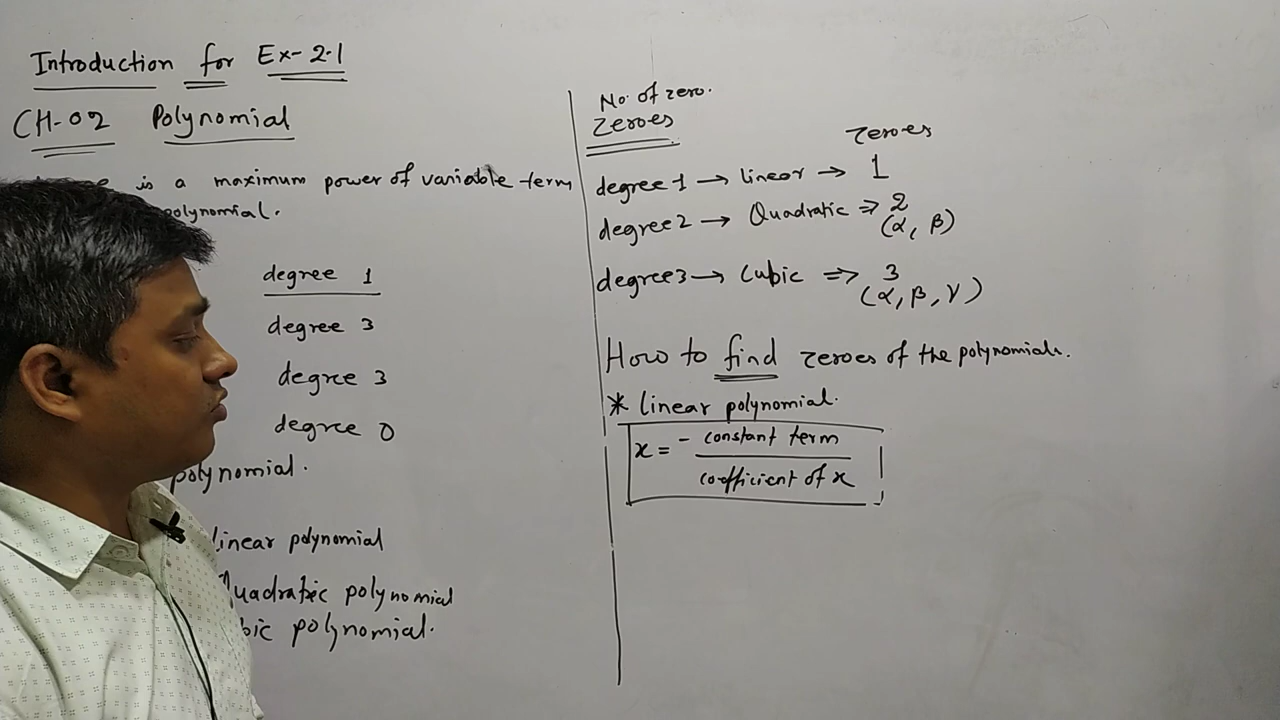 Introduction for Ex-2.1
CH-02 Polynomial
is a maximum power of variable term
polynomial.
degree 1
degree 3
degree 3
degree 0
polynomial.
linear polynomial
Quadratic polynomial
bic polynomial.
No. of zero.
Zeroes
zeroes
degree 1 → linear → 1
degree 2 → Quadratic ⇒ 2
(α, β)
degree 3 → Cubic ⇒ 3
(α, β, γ)
How to find zeroes of the polynomials.
* linear polynomial.
x = - constant term
coefficient of x